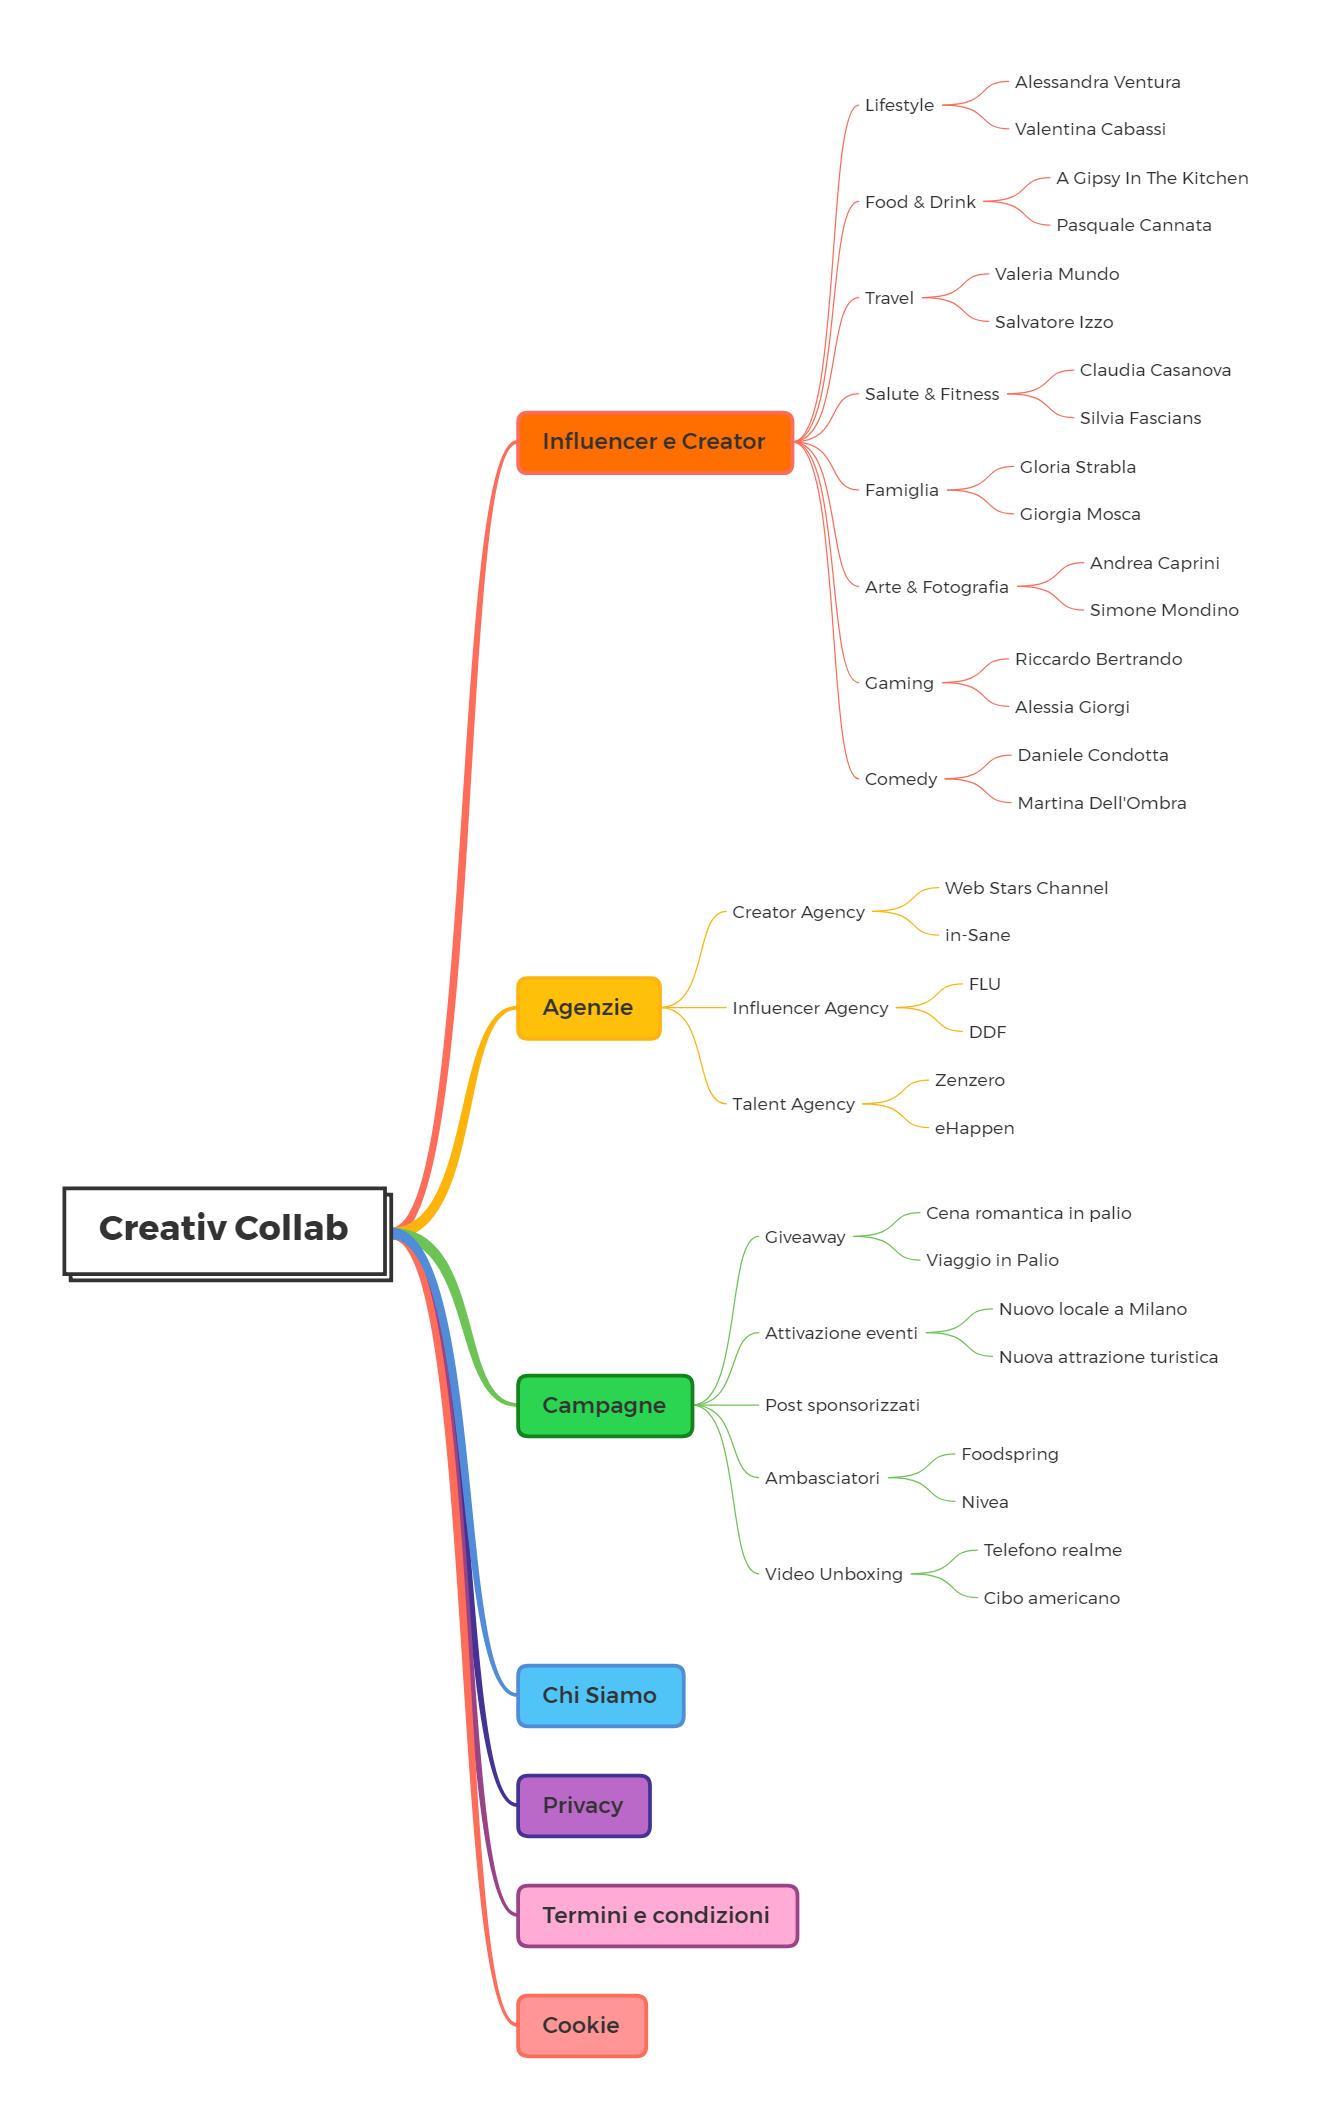 Creativ Collab
Influencer e Creator
Lifestyle
Alessandra Ventura
Valentina Cabassi
Food & Drink
A Gipsy In The Kitchen
Pasquale Cannata
Travel
Valeria Mundo
Salvatore Izzo
Salute & Fitness
Claudia Casanova
Silvia Fascians
Famiglia
Gloria Strabla
Giorgia Mosca
Arte & Fotografia
Andrea Caprini
Simone Mondino
Gaming
Riccardo Bertrando
Alessia Giorgi
Comedy
Daniele Condotta
Martina Dell'Ombra
Agenzie
Creator Agency
Web Stars Channel
in-Sane
Influencer Agency
FLU
DDF
Talent Agency
Zenzero
eHappen
Campagne
Giveaway
Cena romantica in palio
Viaggio in Palio
Attivazione eventi
Nuovo locale a Milano
Nuova attrazione turistica
Post sponsorizzati
Ambasciatori
Foodspring
Nivea
Video Unboxing
Telefono realme
Cibo americano
Chi Siamo
Privacy
Termini e condizioni
Cookie